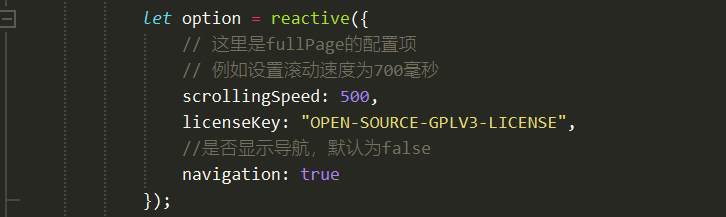 let option = reactive({
// 这里是fullPage的配置项
// 例如设置滚动速度为700毫秒
scrollingSpeed: 500,
licenseKey: "OPEN-SOURCE-GPLV3-LICENSE",
//是否显示导航，默认为false
navigation: true
});